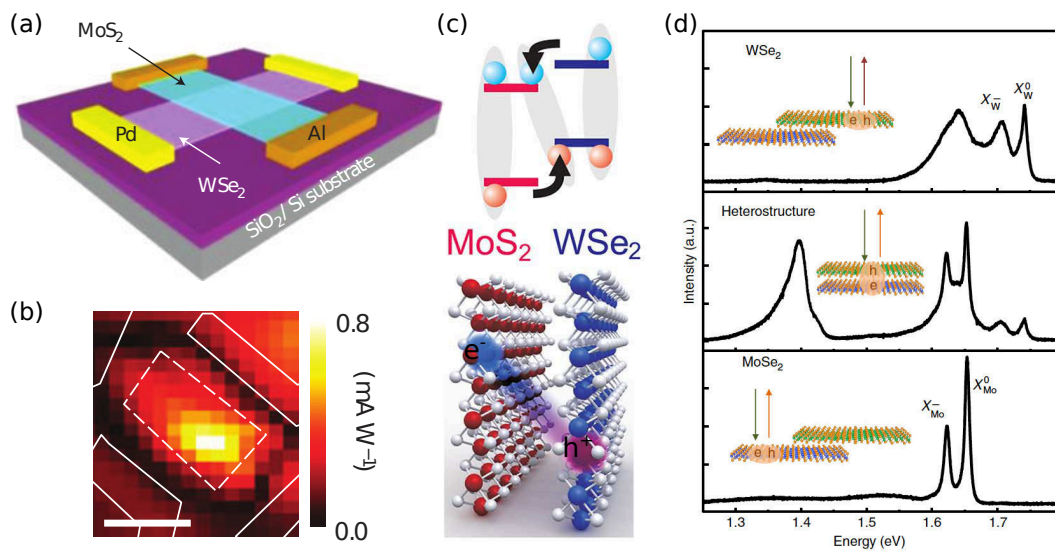 (a)
MoS₂
Pd
Al
WSe₂
SiO₂/ Si substrate
(b)
0.8
(mA W⁻¹)
0.0
(c)
MoS₂ WSe₂
e⁻
h⁺
(d)
WSe₂
X⁻W X⁰W
e h
Heterostructure
h
e
MoSe₂
X⁻Mo X⁰Mo
e h
Intensity (a.u.)
1.3 1.4 1.5 1.6 1.7
Energy (eV)